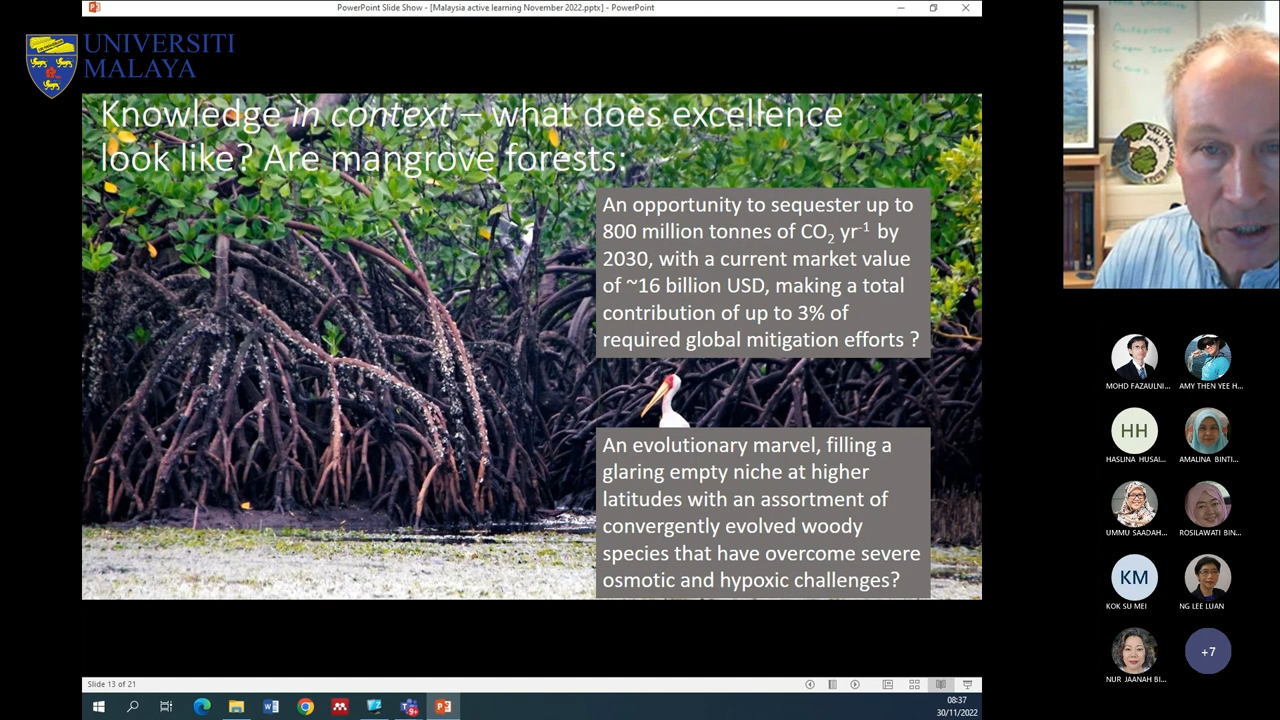 PowerPoint Slide Show - [Malaysia active learning November 2022.pptx] - PowerPoint
UNIVERSITI
MALAYA
Knowledge in context – what does excellence
look like? Are mangrove forests:
An opportunity to sequester up to
800 million tonnes of CO2 yr-1 by
2030, with a current market value
of ~16 billion USD, making a total
contribution of up to 3% of
required global mitigation efforts ?
An evolutionary marvel, filling a
glaring empty niche at higher
latitudes with an assortment of
convergently evolved woody
species that have overcome severe
osmotic and hypoxic challenges?
MOHD FAZAULNI...
AMY THEN YEE H...
HH
HASLINA HUSAI...
AMALINA BINTI...
UMMU SAADAH...
ROSILAWATI BIN...
KM
KOK SU MEI
NG LEE LUAN
NUR JAANAH BI...
+7
Slide 13 of 21
9+
08:37
30/11/2022